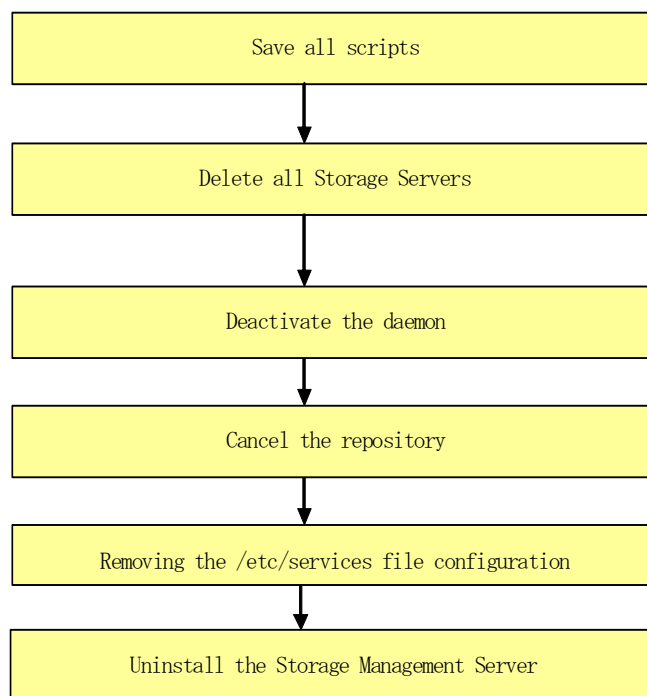 Save all scripts
Delete all Storage Servers
Deactivate the daemon
Cancel the repository
Removing the /etc/services file configuration
Uninstall the Storage Management Server